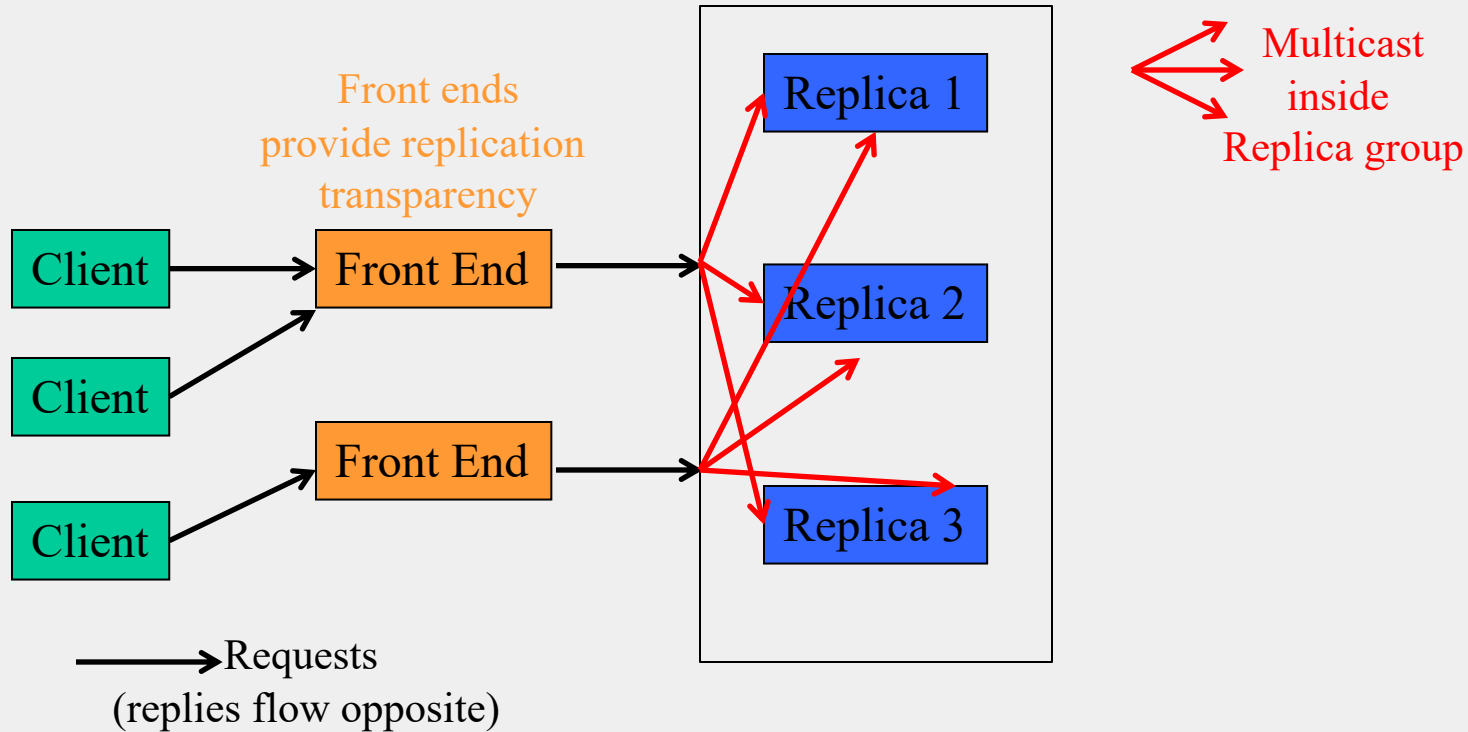 Front ends
provide replication
transparency
Client
Client
Client
Front End
Front End
Replica 1
Replica 2
Replica 3
Multicast
inside
Replica group
Requests
(replies flow opposite)